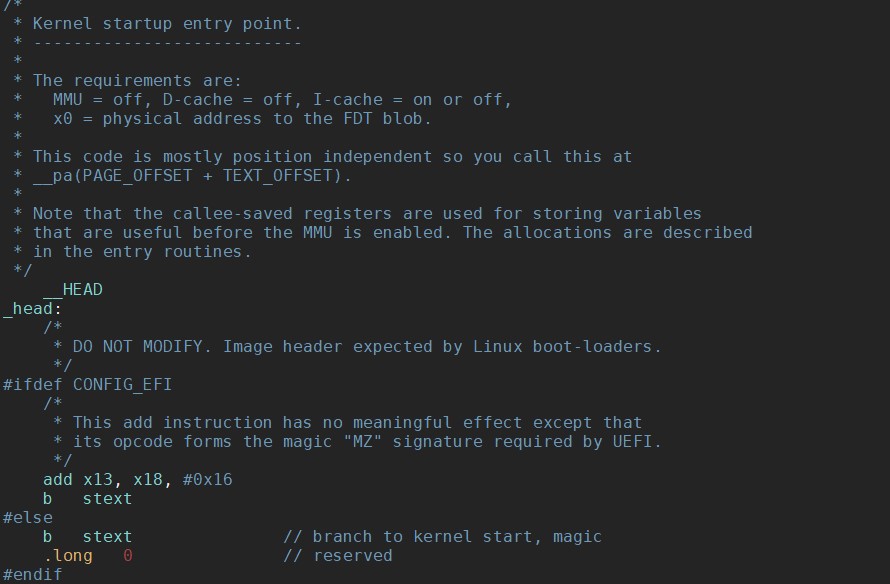 /*
 * Kernel startup entry point.
 * ---------------------------
 *
 * The requirements are:
 *   MMU = off, D-cache = off, I-cache = on or off,
 *   x0 = physical address to the FDT blob.
 *
 * This code is mostly position independent so you call this at
 * __pa(PAGE_OFFSET + TEXT_OFFSET).
 *
 * Note that the callee-saved registers are used for storing variables
 * that are useful before the MMU is enabled. The allocations are described
 * in the entry routines.
 */
    __HEAD
_head:
    /*
     * DO NOT MODIFY. Image header expected by Linux boot-loaders.
     */
#ifdef CONFIG_EFI
    /*
     * This add instruction has no meaningful effect except that
     * its opcode forms the magic "MZ" signature required by UEFI.
     */
    add x13, x18, #0x16
    b   stext
#else
    b   stext               // branch to kernel start, magic
    .long   0               // reserved
#endif